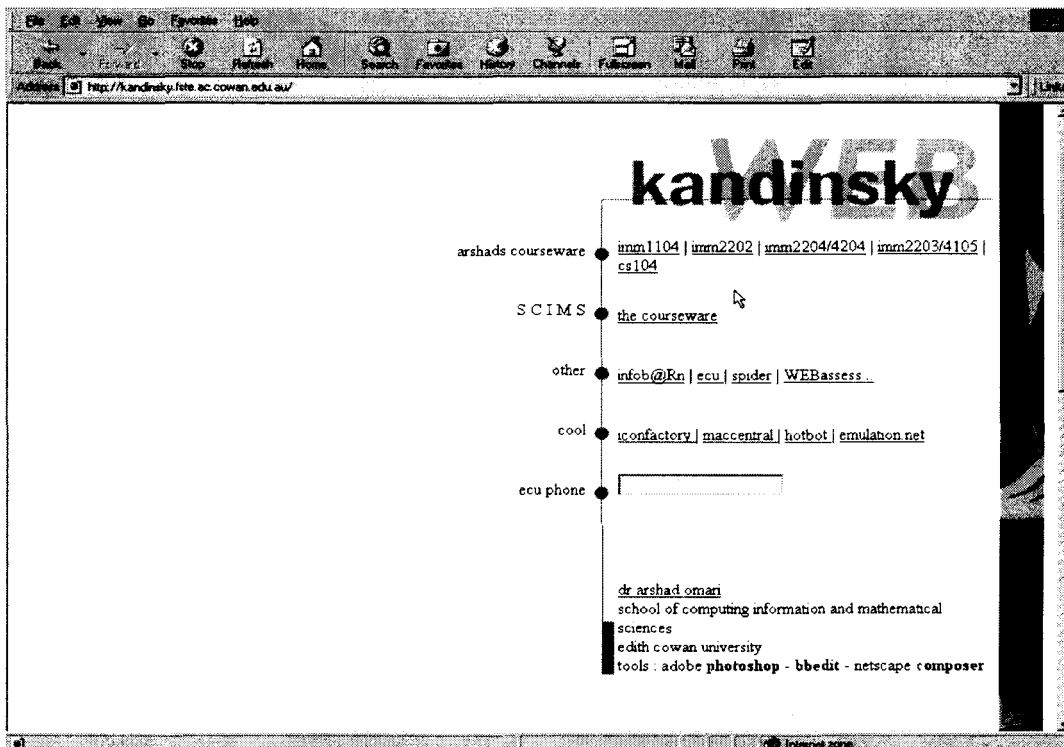 File Edit View Go Favorites Help
Back Forward Stop Refresh Home Search Favorites History Channels Fullscreen Mail Print Edit
Address http://kandinsky.fste.ac.cowan.edu.au/ Links
WEB
kandinsky
arshads courseware imm1104 | imm2202 | imm2204/4204 | imm2203/4105 |
cs104
SCIMS the courseware
other infob@Rn | ecu | spider | WEBassess ..
cool iconfactory | maccentral | hotbot | emulation.net
ecu phone
dr arshad omari
school of computing information and mathematical
sciences
edith cowan university
tools : adobe photoshop - bbedit - netscape composer
Internet zone